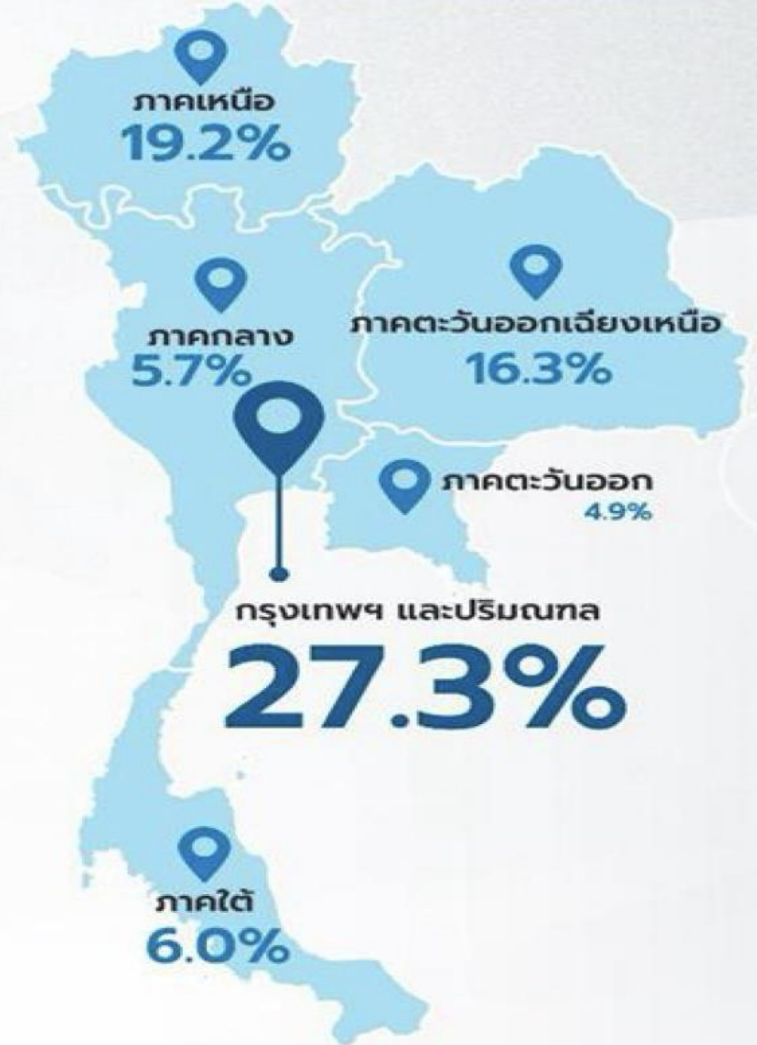 ภาคเหนือ
19.2%
ภาคกลาง
5.7%
ภาคตะวันออกเฉียงเหนือ
16.3%
ภาคตะวันออก
4.9%
กรุงเทพฯ และปริมณฑล
27.3%
ภาคใต้
6.0%